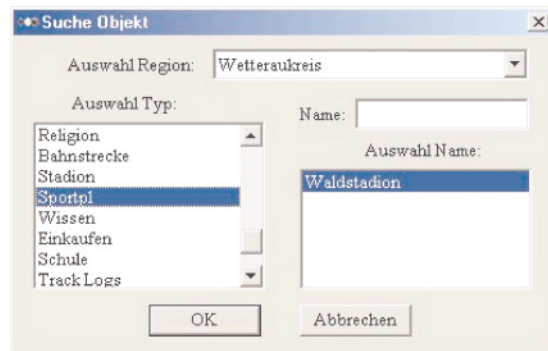 Suche Objekt
Auswahl Region: Wetteraukreis
Auswahl Typ:
Religion
Bahnstrecke
Stadion
Sportpl
Wissen
Einkaufen
Schule
Track Logs
Name:
Auswahl Name:
Waldstadion
OK
Abbrechen